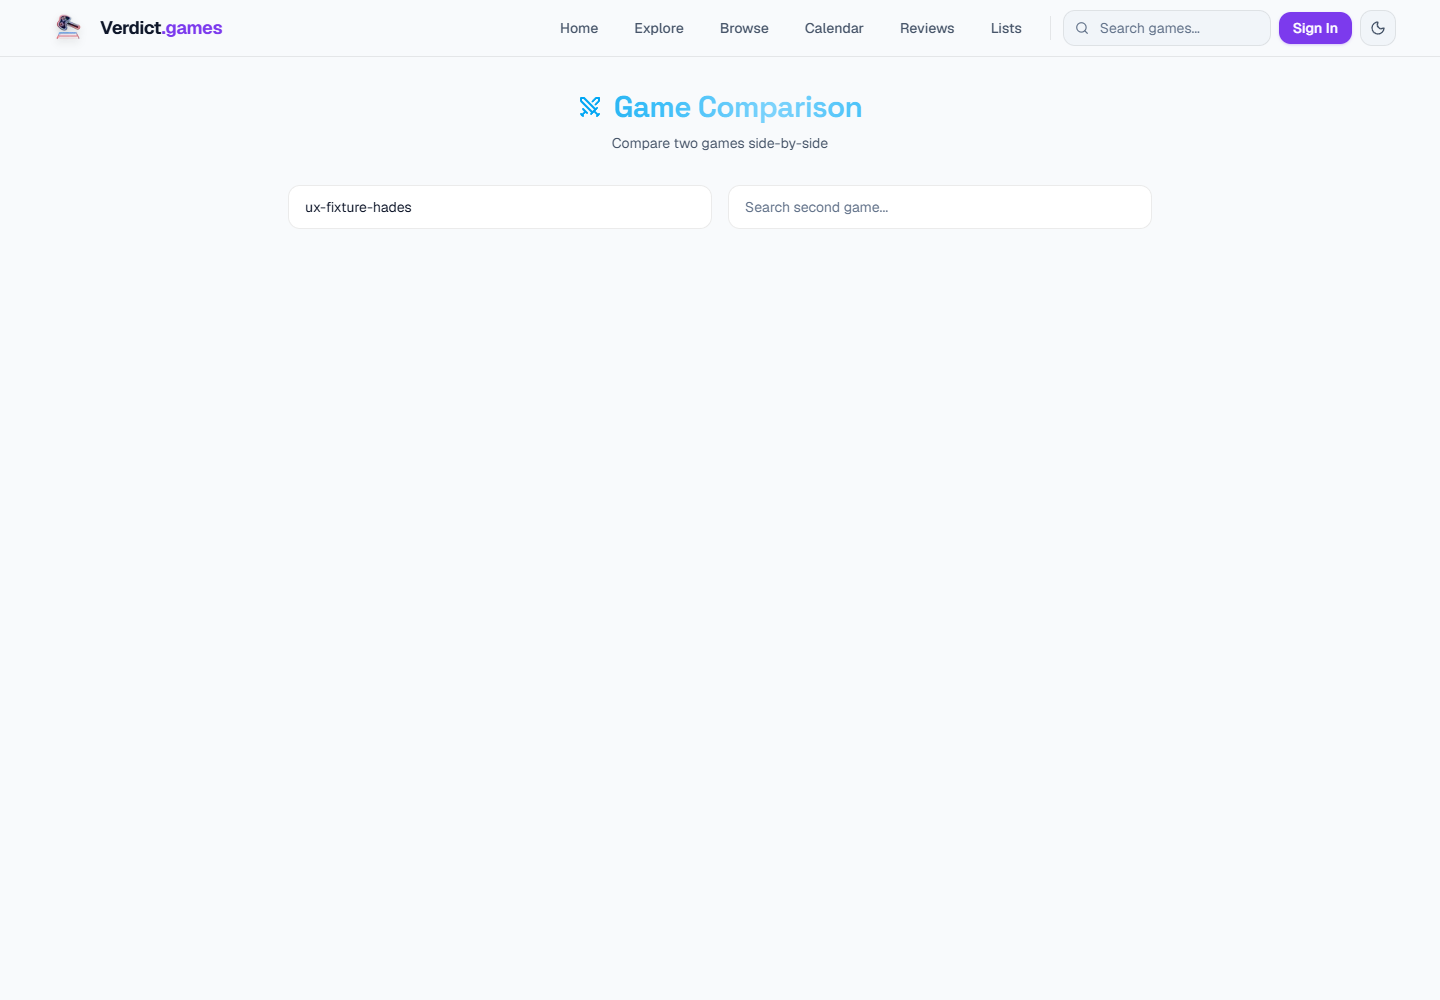 Verdict.games
Home Explore Browse Calendar Reviews Lists Search games... Sign In
Game Comparison
Compare two games side-by-side
ux-fixture-hades Search second game...